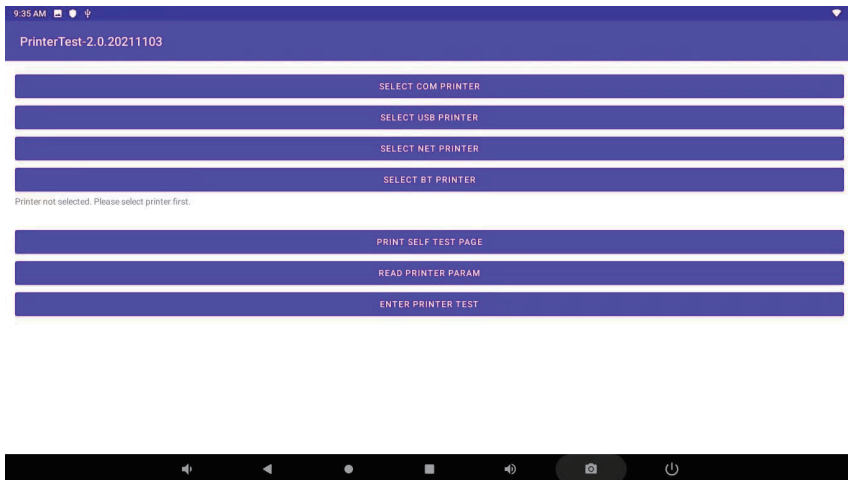 9:35 AM
PrinterTest-2.0.20211103
SELECT COM PRINTER
SELECT USB PRINTER
SELECT NET PRINTER
SELECT BT PRINTER
Printer not selected. Please select printer first.
PRINT SELF TEST PAGE
READ PRINTER PARAM
ENTER PRINTER TEST